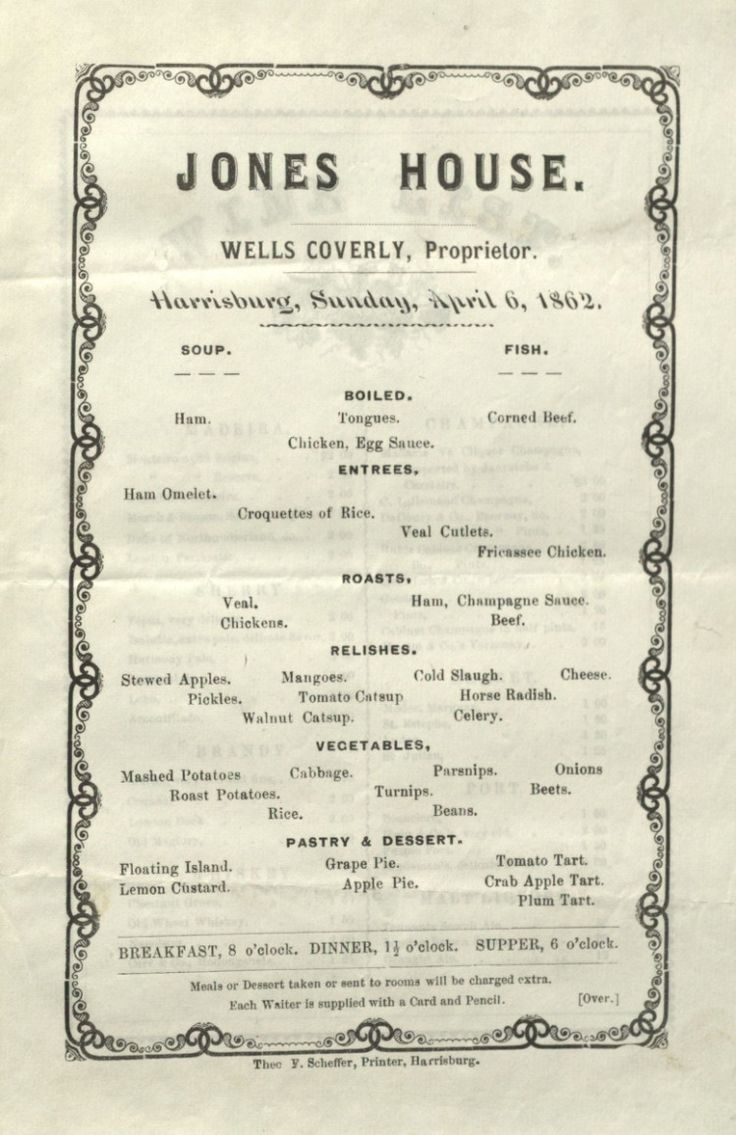 JONES HOUSE.
WELLS COVERLY, Proprietor.
Harrisburg, Sunday, April 6, 1862.
SOUP. FISH.
— — — — — —
BOILED.
Ham. Tongues. Corned Beef.
Chicken, Egg Sauce.
ENTREES,
Ham Omelet.
Croquettes of Rice.
Veal Cutlets.
Fricassee Chicken.
ROASTS,
Veal. Ham, Champagne Sauce.
Chickens. Beef.
RELISHES.
Stewed Apples. Mangoes. Cold Slaugh. Cheese.
Pickles. Tomato Catsup Horse Radish.
Walnut Catsup. Celery.
VEGETABLES,
Mashed Potatoes Cabbage. Parsnips. Onions
Roast Potatoes. Turnips. Beets.
Rice. Beans.
PASTRY & DESSERT.
Floating Island. Grape Pie. Tomato Tart.
Lemon Custard. Apple Pie. Crab Apple Tart.
Plum Tart.
BREAKFAST, 8 o'clock. DINNER, 1½ o'clock. SUPPER, 6 o'clock.
Meals or Dessert taken or sent to rooms will be charged extra.
Each Waiter is supplied with a Card and Pencil. [Over.]
Theo F. Scheffer, Printer, Harrisburg.